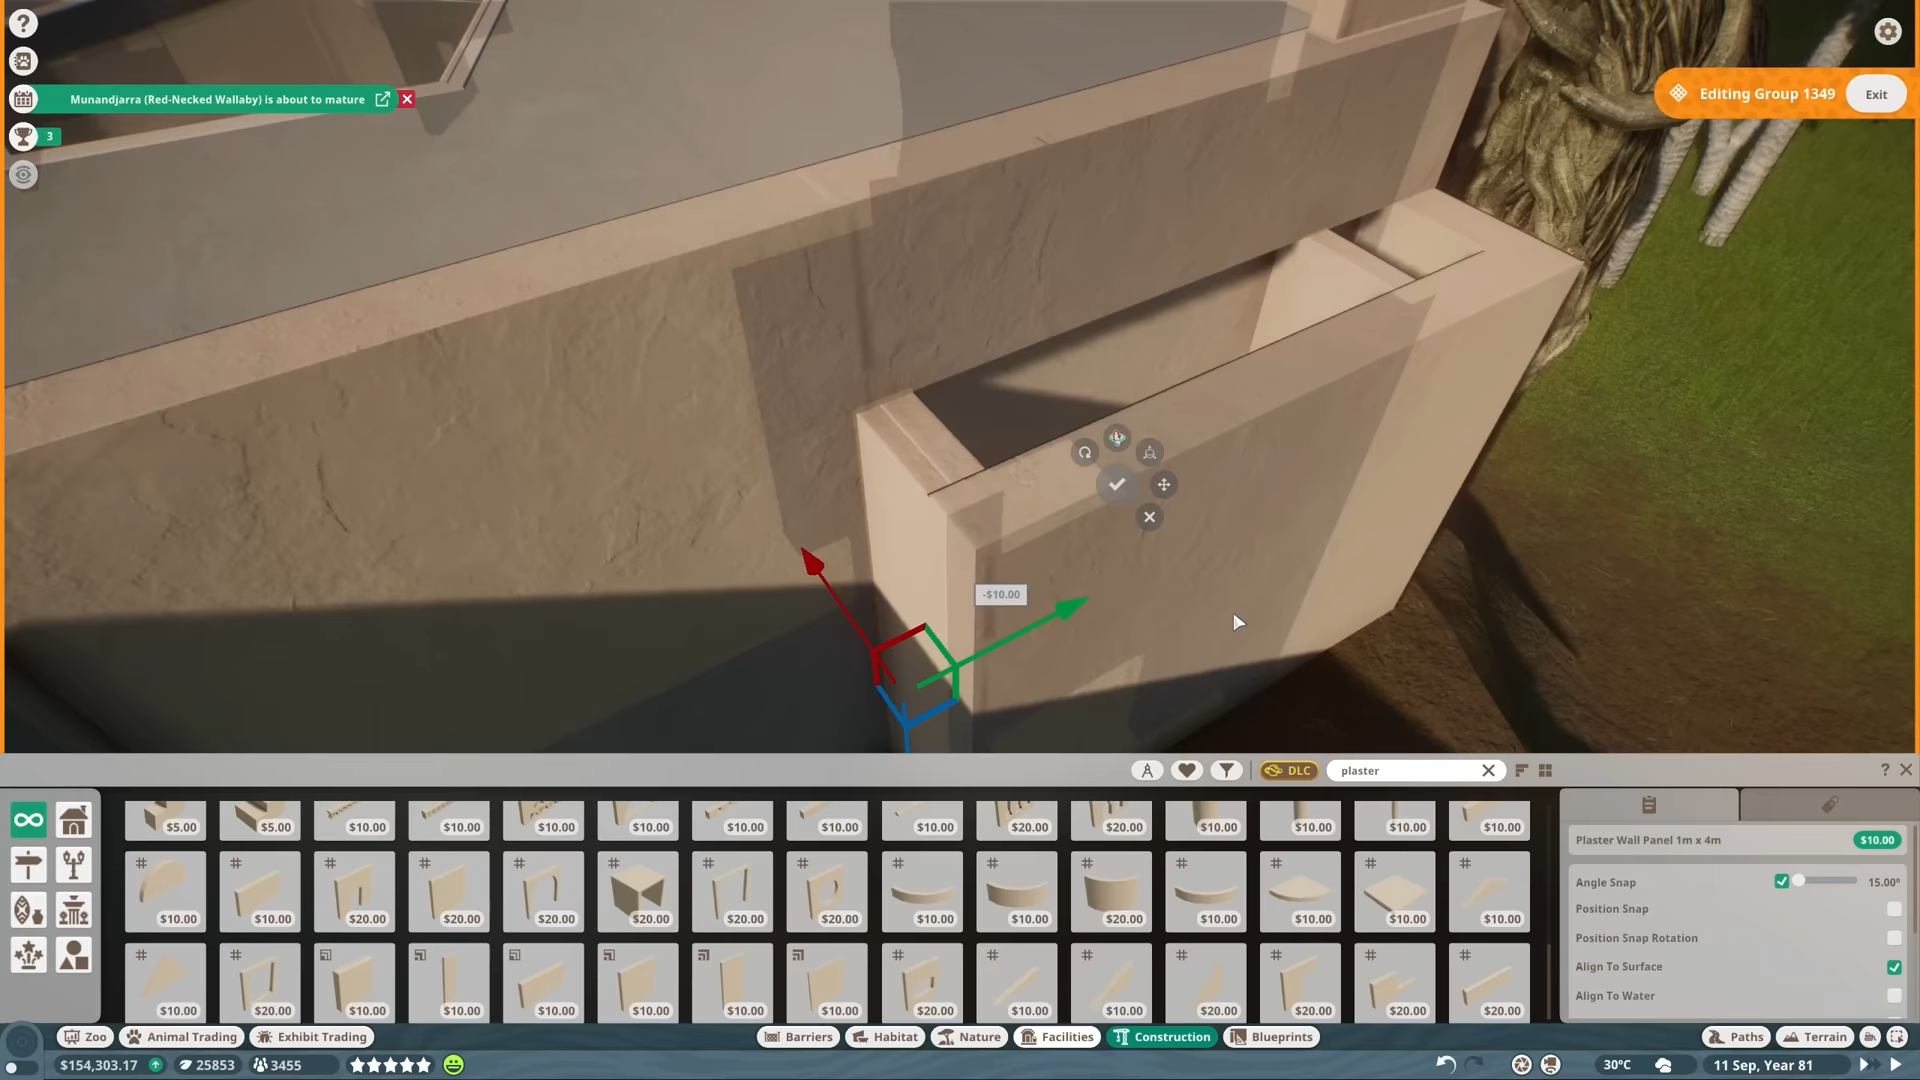 ?
Munandjarra (Red-Necked Wallaby) is about to mature
3
Editing Group 1349
Exit
-$10.00
DLC
plaster
?
$5.00 $5.00 $10.00 $10.00 $10.00 $10.00 $10.00 $10.00 $10.00 $20.00 $20.00 $10.00 $10.00 $10.00 $10.00
$10.00 $10.00 $20.00 $20.00 $20.00 $20.00 $20.00 $20.00 $10.00 $10.00 $20.00 $10.00 $10.00 $10.00 $10.00
$10.00 $20.00 $10.00 $10.00 $10.00 $10.00 $10.00 $10.00 $20.00 $10.00 $10.00 $20.00 $20.00 $20.00 $20.00
Plaster Wall Panel 1m x 4m
$10.00
Angle Snap
15.00°
Position Snap
Position Snap Rotation
Align To Surface
Align To Water
Zoo
Animal Trading
Exhibit Trading
Barriers
Habitat
Nature
Facilities
Construction
Blueprints
Paths
Terrain
$154,303.17
25853
3455
30°C
11 Sep, Year 81